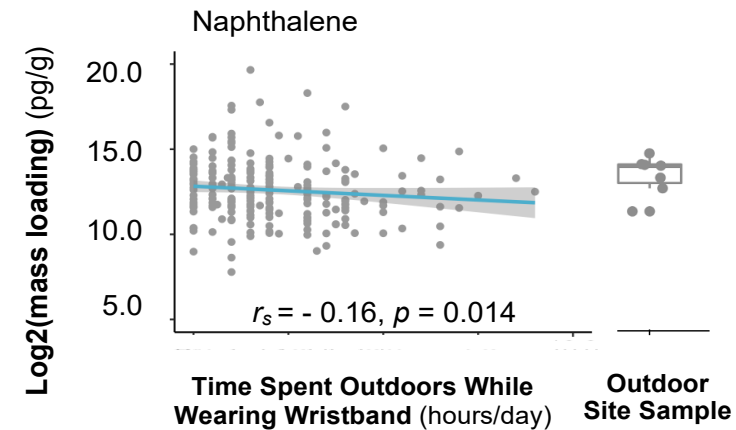 Naphthalene
Log2(mass loading) (pg/g)
20.0
15.0
10.0
5.0
rs = - 0.16, p = 0.014
Time Spent Outdoors While
Wearing Wristband (hours/day)
Outdoor
Site Sample